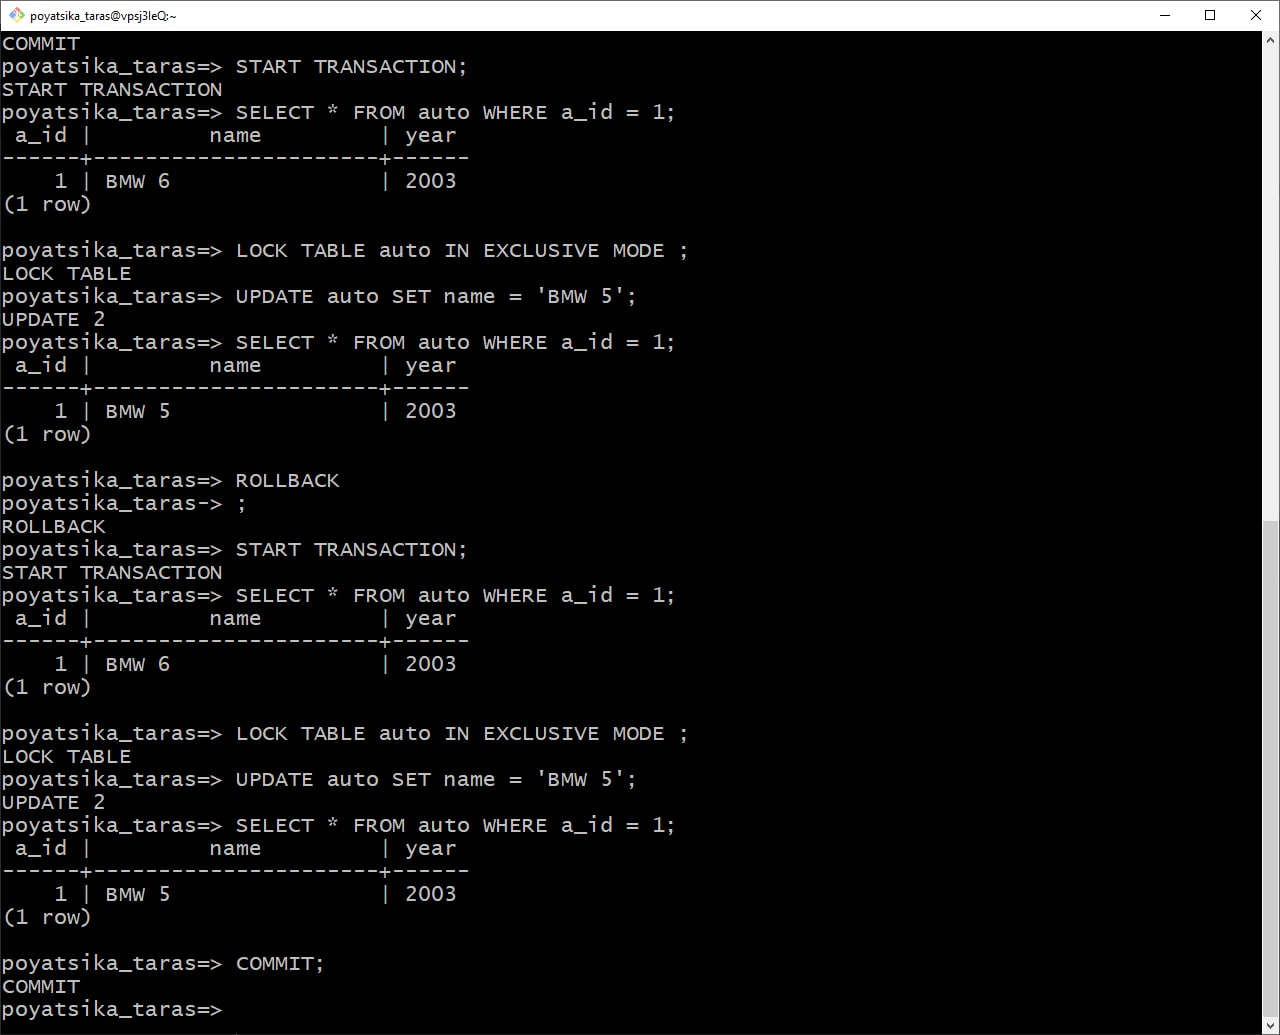 poyatsika_taras@vpsj3leQ:~
COMMIT
poyatsika_taras=> START TRANSACTION;
START TRANSACTION
poyatsika_taras=> SELECT * FROM auto WHERE a_id = 1;
 a_id |         name         | year
------+----------------------+------
    1 | BMW 6                | 2003
(1 row)

poyatsika_taras=> LOCK TABLE auto IN EXCLUSIVE MODE ;
LOCK TABLE
poyatsika_taras=> UPDATE auto SET name = 'BMW 5';
UPDATE 2
poyatsika_taras=> SELECT * FROM auto WHERE a_id = 1;
 a_id |         name         | year
------+----------------------+------
    1 | BMW 5                | 2003
(1 row)

poyatsika_taras=> ROLLBACK
poyatsika_taras-> ;
ROLLBACK
poyatsika_taras=> START TRANSACTION;
START TRANSACTION
poyatsika_taras=> SELECT * FROM auto WHERE a_id = 1;
 a_id |         name         | year
------+----------------------+------
    1 | BMW 6                | 2003
(1 row)

poyatsika_taras=> LOCK TABLE auto IN EXCLUSIVE MODE ;
LOCK TABLE
poyatsika_taras=> UPDATE auto SET name = 'BMW 5';
UPDATE 2
poyatsika_taras=> SELECT * FROM auto WHERE a_id = 1;
 a_id |         name         | year
------+----------------------+------
    1 | BMW 5                | 2003
(1 row)

poyatsika_taras=> COMMIT;
COMMIT
poyatsika_taras=>